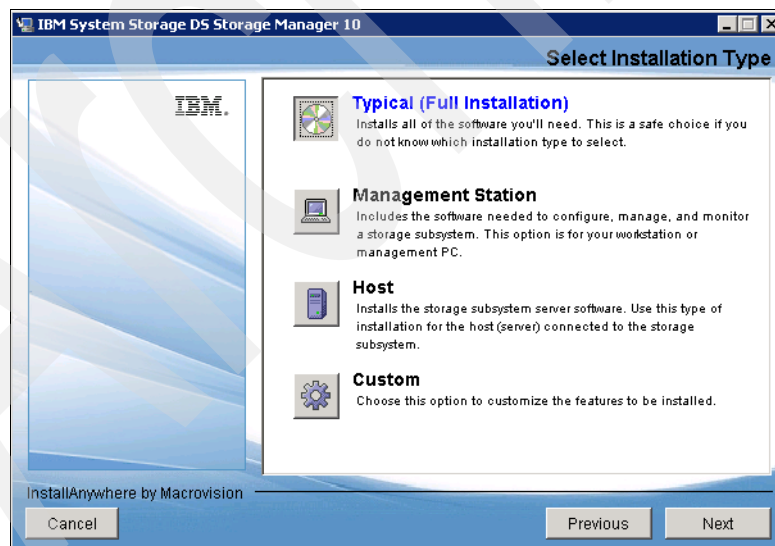 IBM System Storage DS Storage Manager 10
Select Installation Type
IBM.
Typical (Full Installation)
Installs all of the software you'll need. This is a safe choice if you
do not know which installation type to select.
Management Station
Includes the software needed to configure, manage, and monitor
a storage subsystem. This option is for your workstation or
management PC.
Host
Installs the storage subsystem server software. Use this type of
installation for the host (server) connected to the storage
subsystem.
Custom
Choose this option to customize the features to be installed.
InstallAnywhere by Macrovision
Cancel
Previous
Next